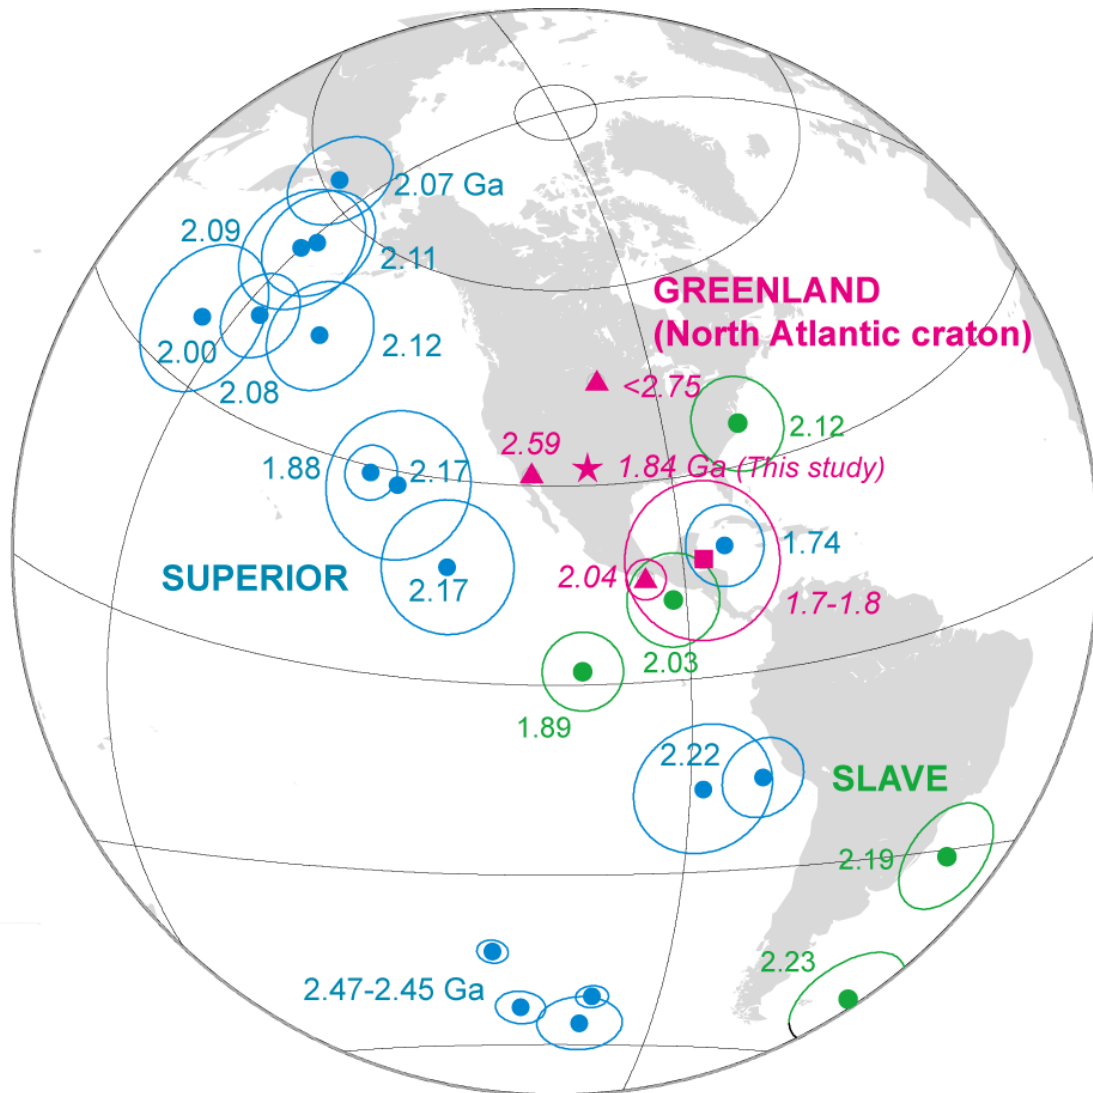 2.07 Ga
2.09
2.11
GREENLAND
(North Atlantic craton)
2.00
2.12
2.08
<2.75
2.12
2.59
1.88
2.17
1.84 Ga (This study)
1.74
SUPERIOR
2.04
2.17
1.7-1.8
2.03
1.89
2.22
SLAVE
2.19
2.23
2.47-2.45 Ga